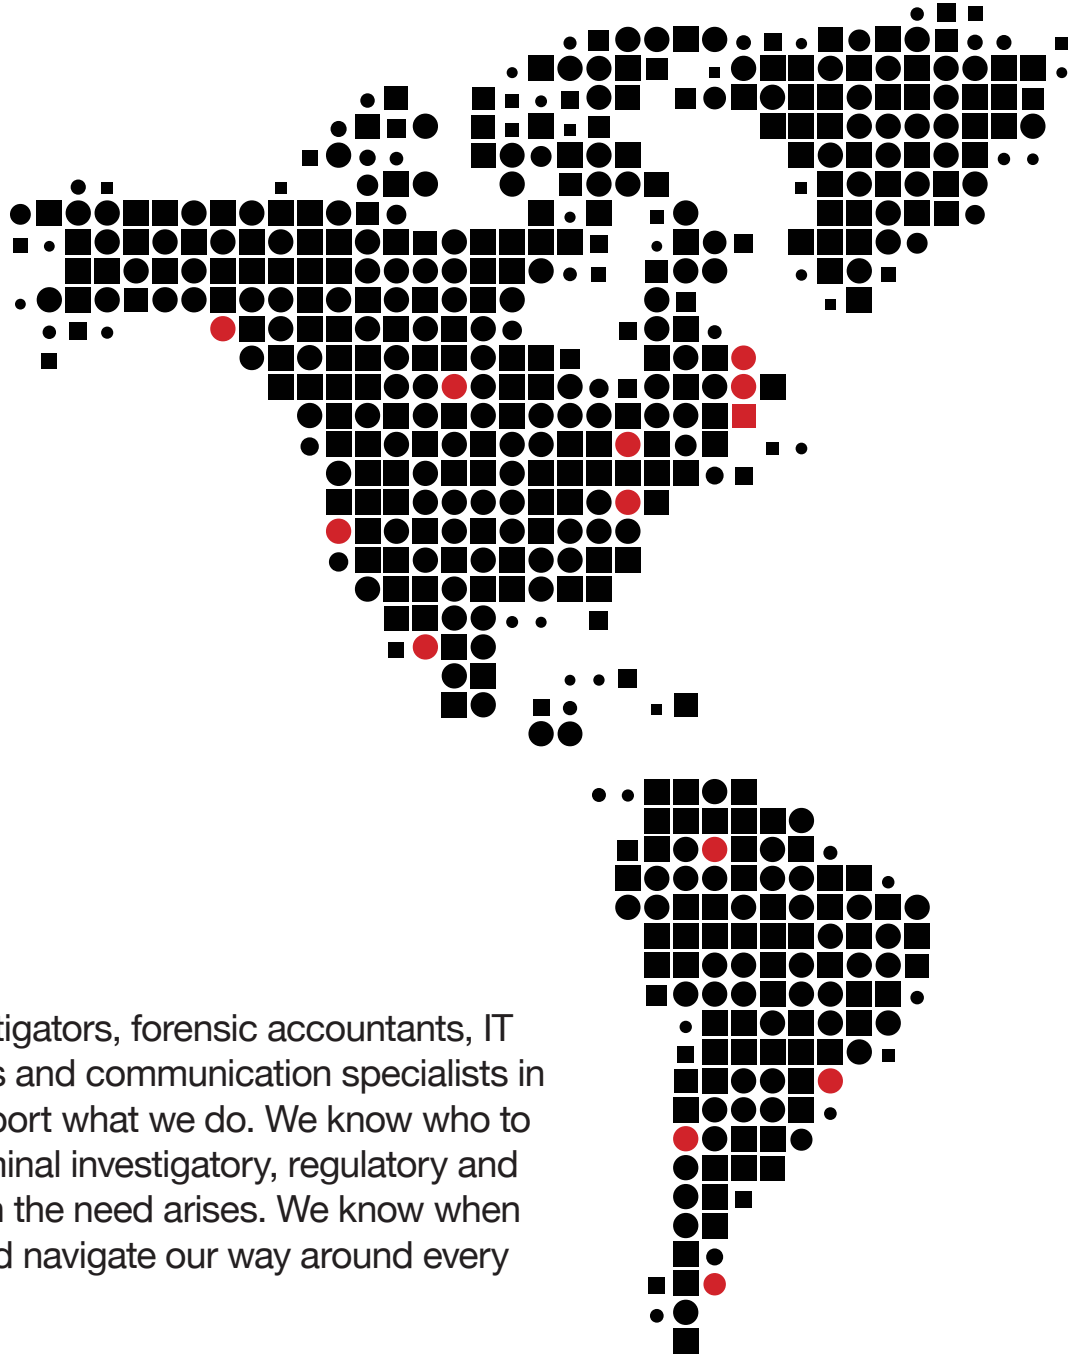 tigators, forensic accountants, IT
s and communication specialists in
port what we do. We know who to
ninal investigatory, regulatory and
n the need arises. We know when
d navigate our way around every